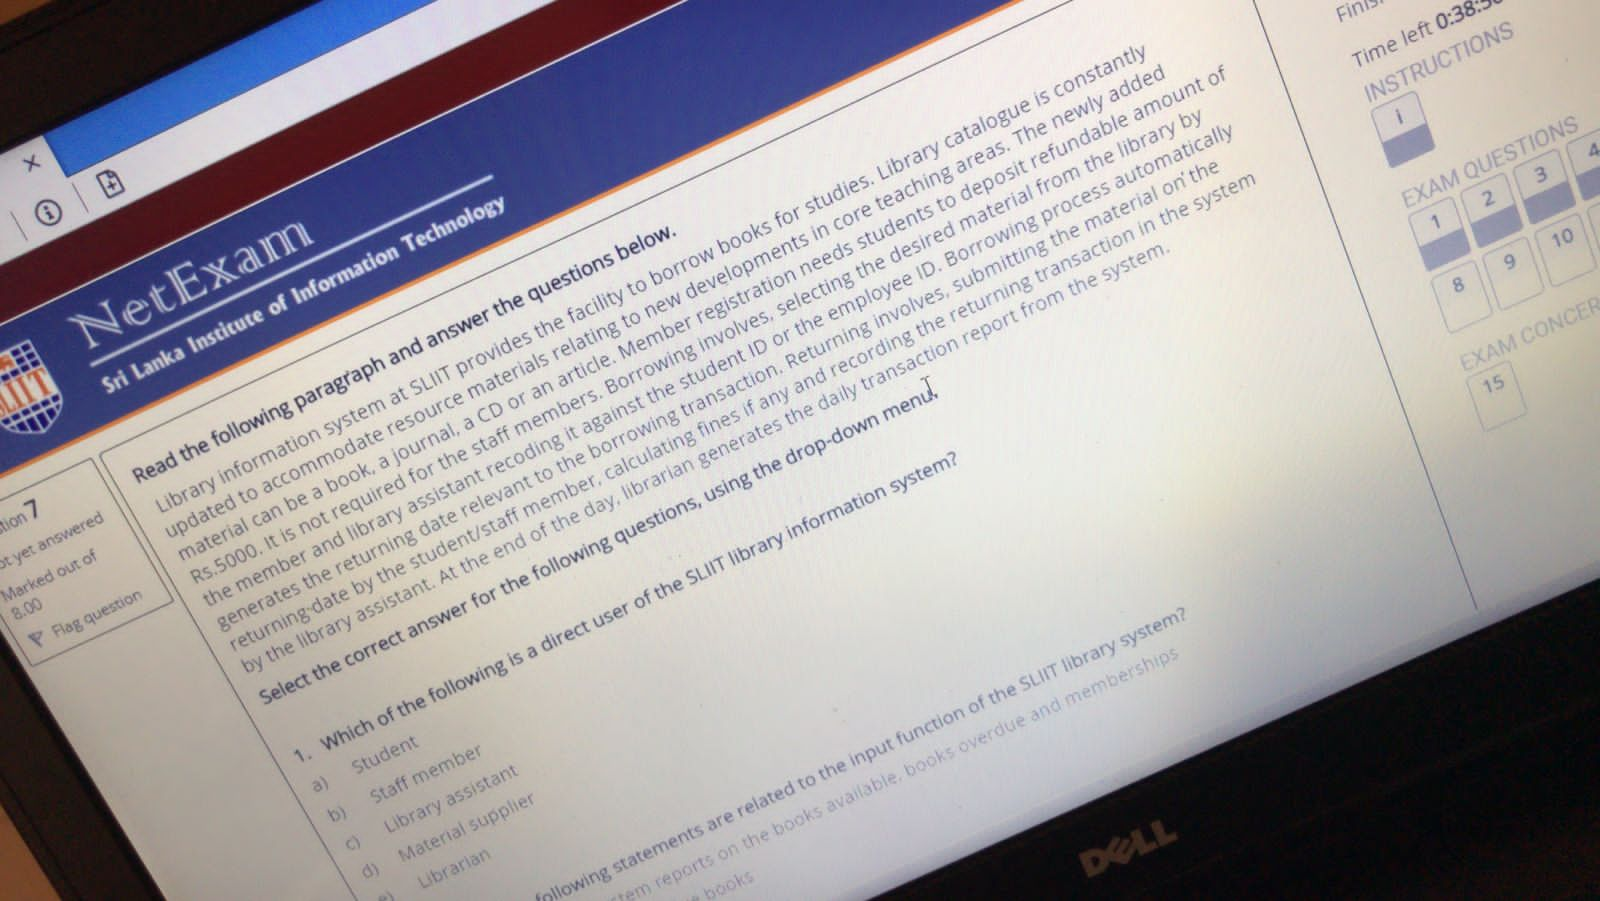 NetExam
Sri Lanka Institute of Information Technology
LIIT
Finis
Time left 0:38:
INSTRUCTIONS
i
EXAM QUESTIONS
1 2 3 4
8 9 10
EXAM CONCER
15
tion 7
ot yet answered
Marked out of
8.00
Flag question
Read the following paragraph and answer the questions below.
Library information system at SLIIT provides the facility to borrow books for studies. Library catalogue is constantly
updated to accommodate resource materials relating to new developments in core teaching areas. The newly added
material can be a book, a journal, a CD or an article. Member registration needs students to deposit refundable amount of
Rs.5000. It is not required for the staff members. Borrowing involves, selecting the desired material from the library by
the member and library assistant recoding it against the student ID or the employee ID. Borrowing process automatically
generates the returning date relevant to the borrowing transaction. Returning involves, submitting the material on the
returning-date by the student/staff member, calculating fines if any and recording the returning transaction in the system
by the library assistant. At the end of the day, librarian generates the daily transaction report from the system.
Select the correct answer for the following questions, using the drop-down menu.
1. Which of the following is a direct user of the SLIIT library information system?
a) Student
b) Staff member
c) Library assistant
d) Material supplier
e) Librarian
following statements are related to the input function of the SLIIT library system?
tem reports on the books available, books overdue and memberships
books
DELL